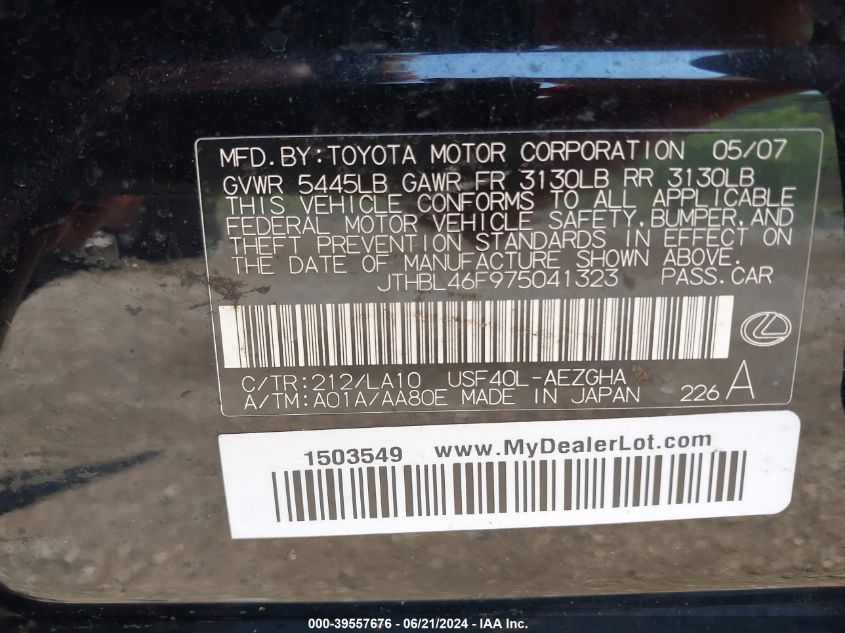 MFD.BY:TOYOTA MOTOR CORPORATION 05/07
GVWR 5445LB GAWR FR 3130LB RR 3130LB
THIS VEHICLE CONFORMS TO ALL APPLICABLE
FEDERAL MOTOR VEHICLE SAFETY, BUMPER, AND
THEFT PREVENTION STANDARDS IN EFFECT ON
THE DATE OF MANUFACTURE SHOWN ABOVE.
JTHBL46F975041323 PASS.CAR
C/TR:212/LA10 USF40L-AEZGHA
A/TM:A01A/AA80E MADE IN JAPAN 226 A
1503549 www.MyDealerLot.com
000-39557676 - 06/21/2024 - IAA Inc.